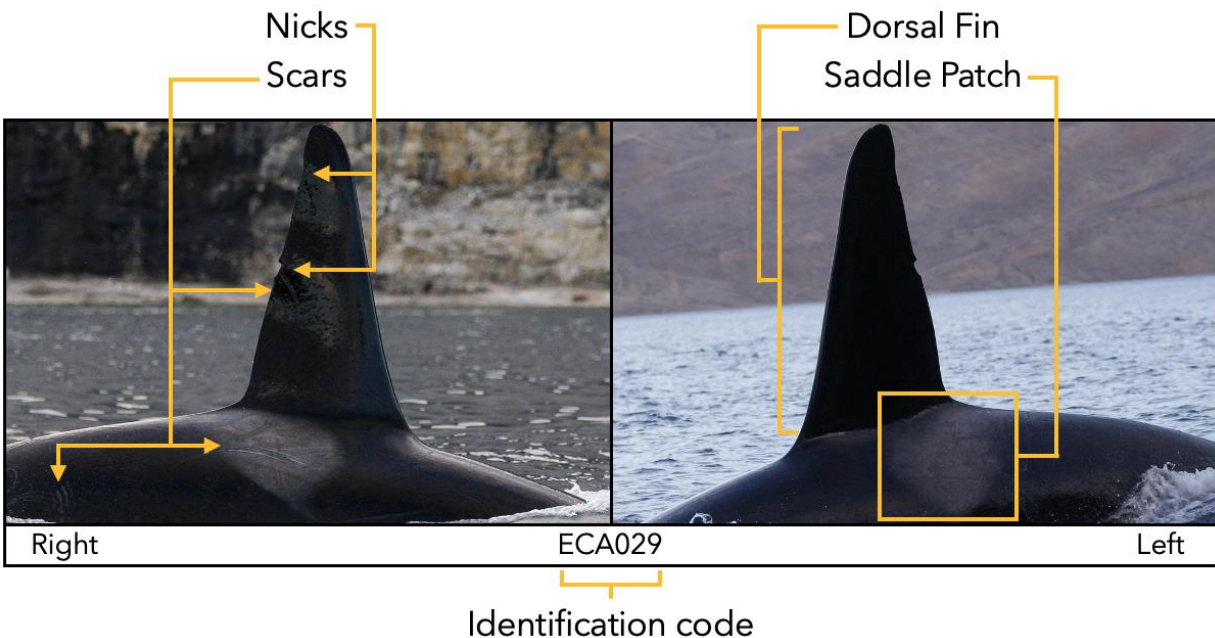 Nicks
Scars
Dorsal Fin
Saddle Patch
Right
ECA029
Left
Identification code